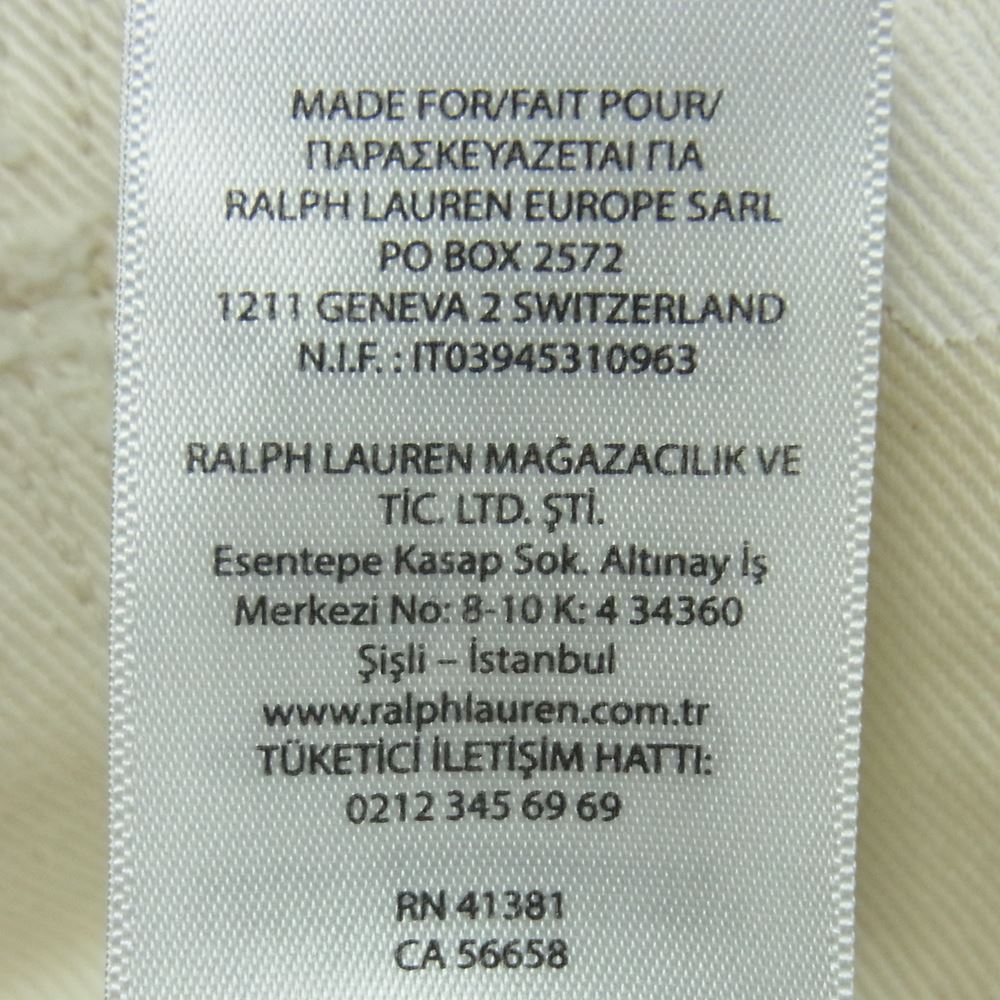 MADE FOR/FAIT POUR/
ΠΑΡΑΣΚΕΥΑΖΕΤΑΙ ΓΙΑ
RALPH LAUREN EUROPE SARL
PO BOX 2572
1211 GENEVA 2 SWITZERLAND
N.I.F. : IT03945310963
RALPH LAUREN MAĞAZACILIK VE
TİC. LTD. ŞTİ.
Esentepe Kasap Sok. Altınay İş
Merkezi No: 8-10 K: 4 34360
Şişli – İstanbul
www.ralphlauren.com.tr
TÜKETİCİ İLETİŞİM HATTI:
0212 345 69 69
RN 41381
CA 56658